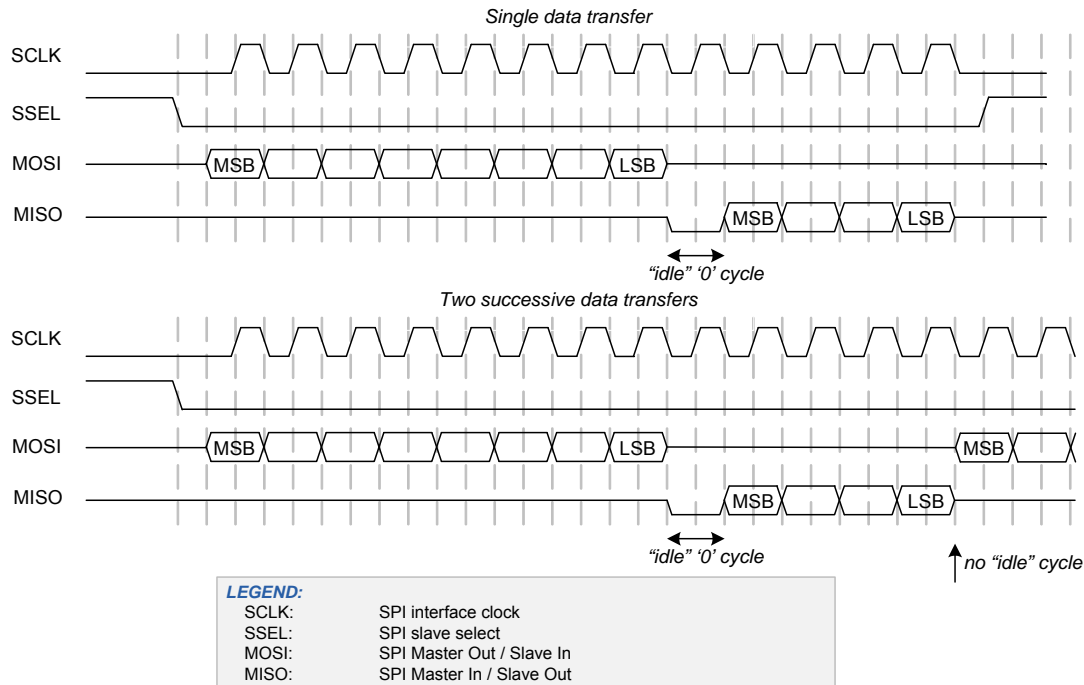 Single data transfer
SCLK
SSEL
MOSI MSB LSB
MISO MSB LSB
“idle” ‘0’ cycle
Two successive data transfers
SCLK
SSEL
MOSI MSB LSB MSB
MISO MSB LSB
“idle” ‘0’ cycle no “idle” cycle
LEGEND:
SCLK: SPI interface clock
SSEL: SPI slave select
MOSI: SPI Master Out / Slave In
MISO: SPI Master In / Slave Out